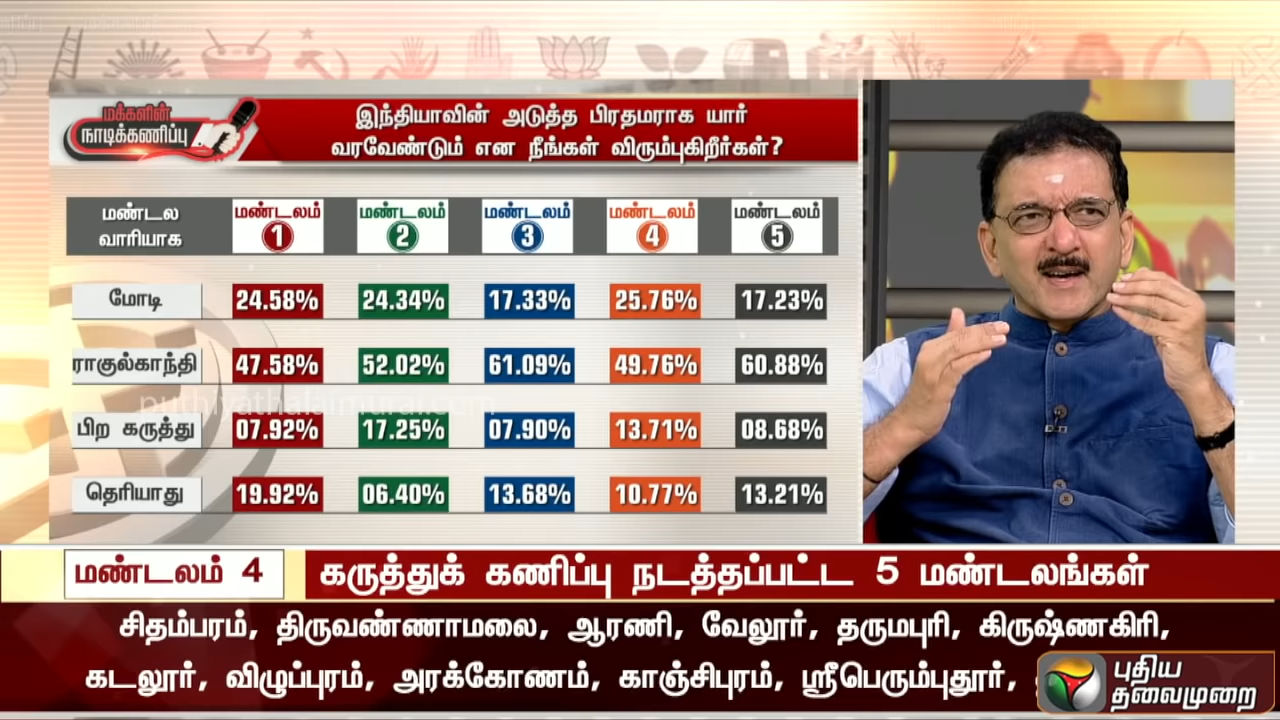 மக்களின்
நாடிக்கணிப்பு
இந்தியாவின் அடுத்த பிரதமராக யார்
வரவேண்டும் என நீங்கள் விரும்புகிறீர்கள்?
மண்டல
வாரியாக
மண்டலம் மண்டலம் மண்டலம் மண்டலம் மண்டலம்
1 2 3 4 5
மோடி 24.58% 24.34% 17.33% 25.76% 17.23%
ராகுல்காந்தி 47.58% 52.02% 61.09% 49.76% 60.88%
puthiyathalaimurai.com
பிற கருத்து 07.92% 17.25% 07.90% 13.71% 08.68%
தெரியாது 19.92% 06.40% 13.68% 10.77% 13.21%
மண்டலம் 4 கருத்துக் கணிப்பு நடத்தப்பட்ட 5 மண்டலங்கள்
சிதம்பரம், திருவண்ணாமலை, ஆரணி, வேலூர், தருமபுரி, கிருஷ்ணகிரி,
கடலூர், விழுப்புரம், அரக்கோணம், காஞ்சிபுரம், ஸ்ரீபெரும்புதூர்,
புதிய
தலைமுறை